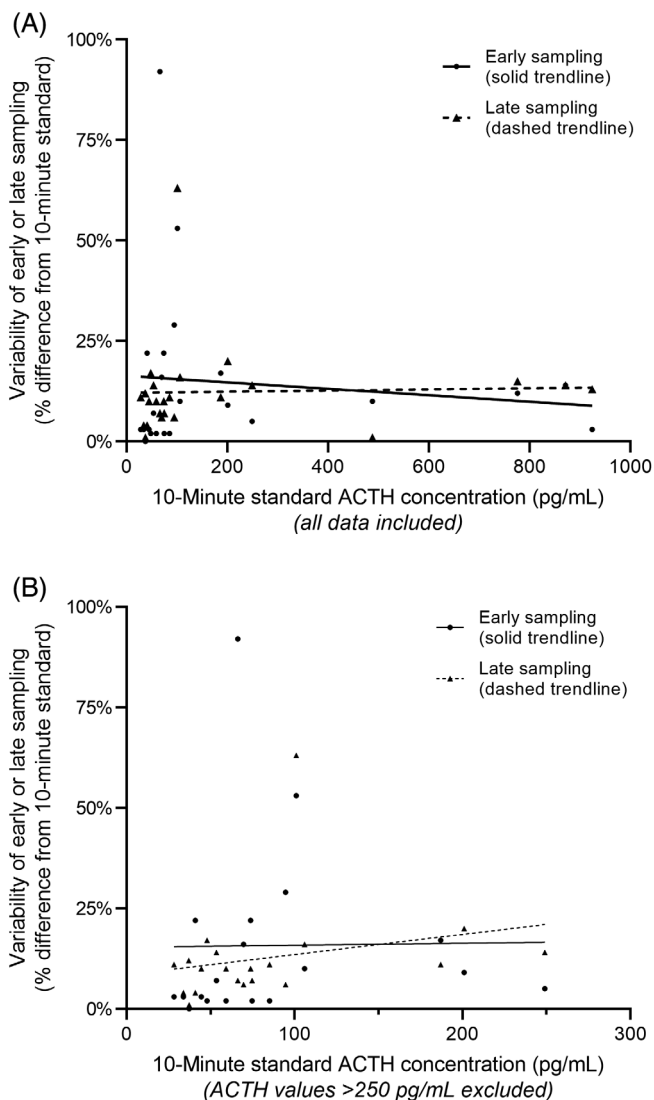 (A)
100%
75%
50%
25%
0%
Variability of early or late sampling
(% difference from 10-minute standard)
Early sampling
(solid trendline)
Late sampling
(dashed trendline)
0
200
400
600
800
1000
10-Minute standard ACTH concentration (pg/mL)
(all data included)
(B)
100%
75%
50%
25%
0%
Variability of early or late sampling
(% difference from 10-minute standard)
Early sampling
(solid trendline)
Late sampling
(dashed trendline)
0
100
200
300
10-Minute standard ACTH concentration (pg/mL)
(ACTH values >250 pg/mL excluded)